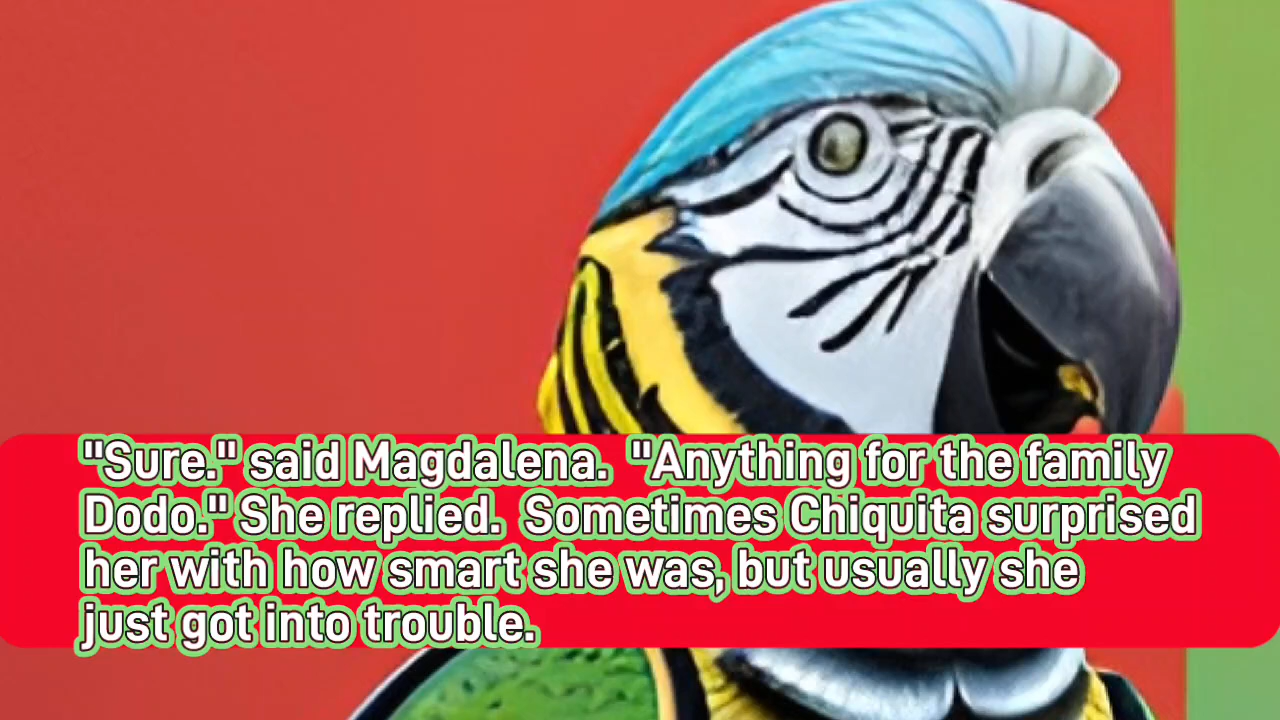 "Sure." said Magdalena.  "Anything for the family
Dodo." She replied.  Sometimes Chiquita surprised
her with how smart she was, but usually she
just got into trouble.